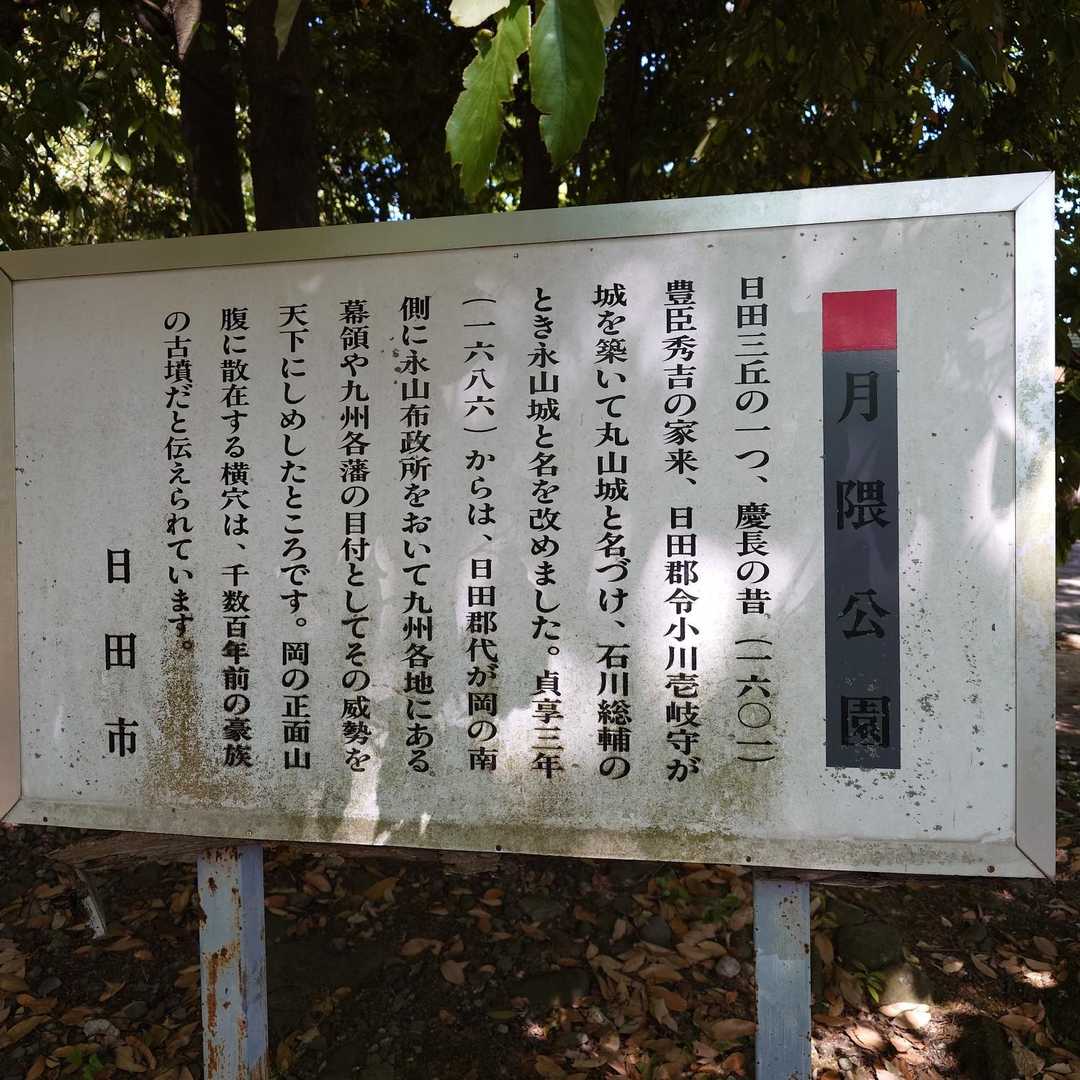 月隈公園
日田三丘の一つ、慶長の昔（一六〇一）
豊臣秀吉の家来、日田郡令小川壱岐守が
城を築いて丸山城と名づけ、石川総輔の
とき永山城と名を改めました。貞享三年
（一六八六）からは、日田郡代が岡の南
側に永山布政所をおいて九州各地にある
幕領や九州各藩の目付としてその威勢を
天下にしめしたところです。岡の正面山
腹に散在する横穴は、千数百年前の豪族
の古墳だと伝えられています。
日田市